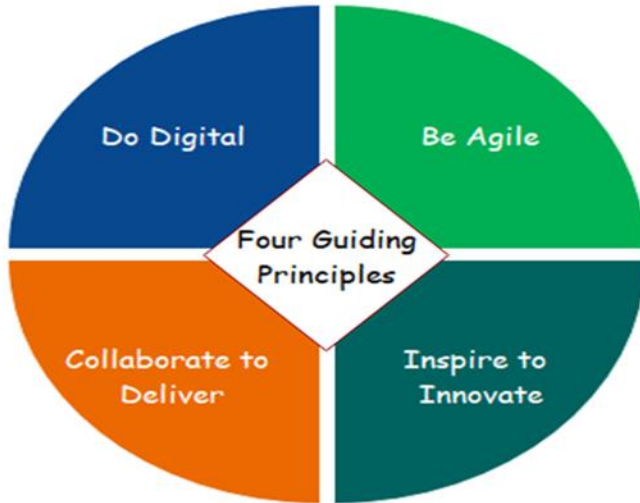 Do Digital
Be Agile
Four Guiding
Principles
Collaborate to
Deliver
Inspire to
Innovate